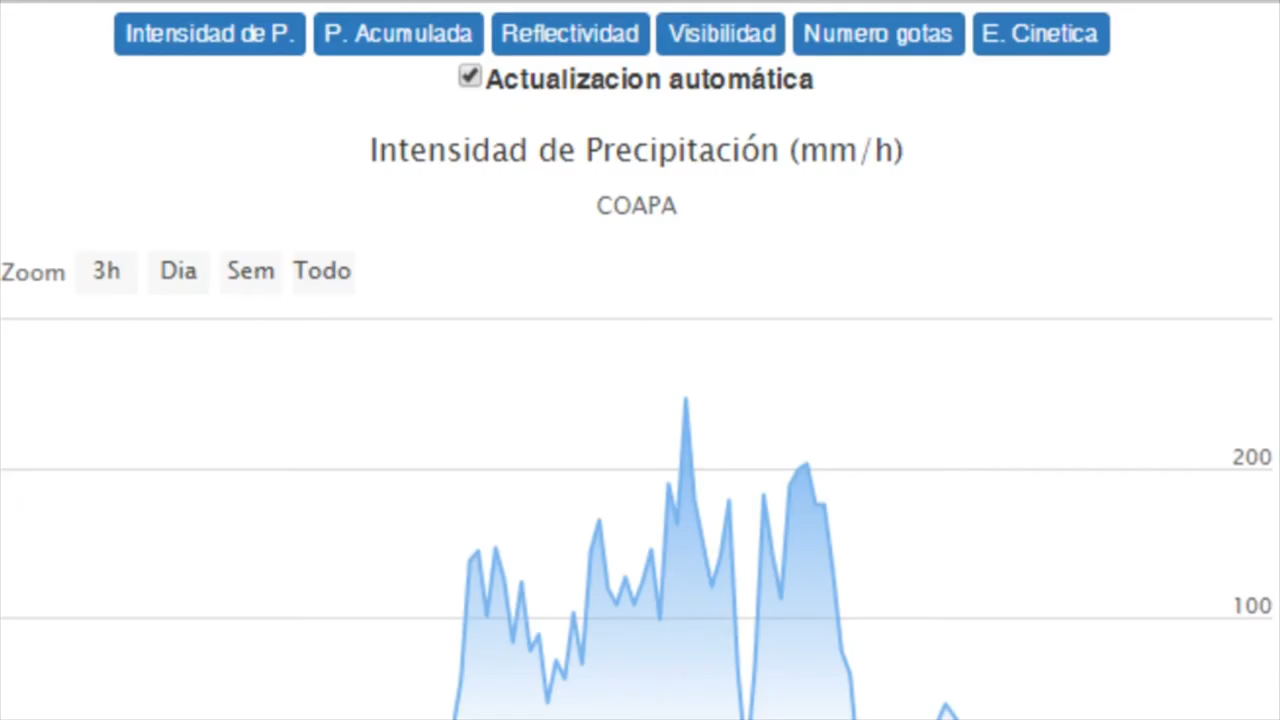 Intensidad de P. P. Acumulada Reflectividad Visibilidad Numero gotas E. Cinetica
Actualizacion automática
Intensidad de Precipitación (mm/h)
COAPA
Zoom 3h Dia Sem Todo
200
100